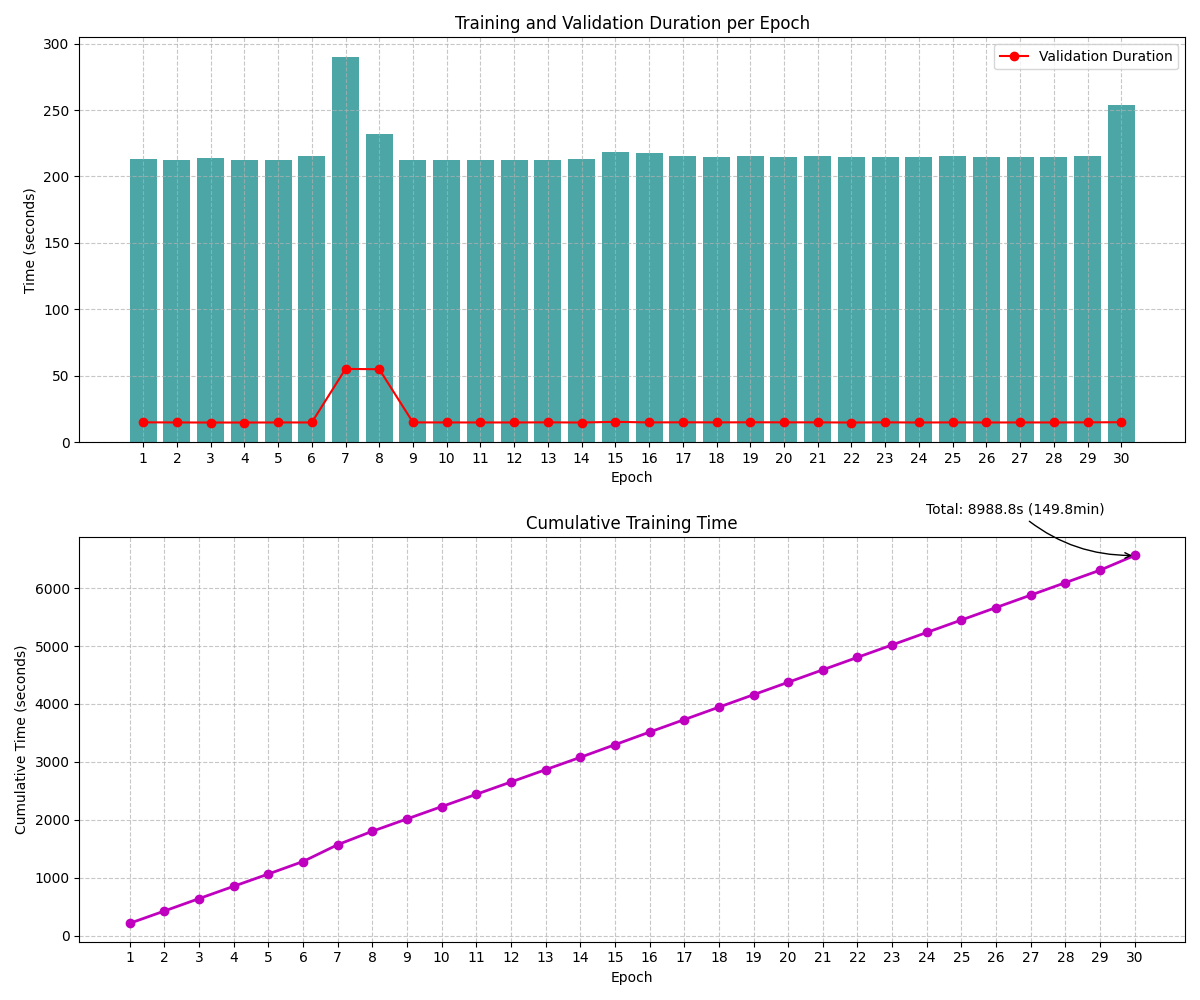 Training and Validation Duration per Epoch
Validation Duration
Time (seconds)
300
250
200
150
100
50
0
1 2 3 4 5 6 7 8 9 10 11 12 13 14 15 16 17 18 19 20 21 22 23 24 25 26 27 28 29 30
Epoch
Total: 8988.8s (149.8min)
Cumulative Training Time
Cumulative Time (seconds)
6000
5000
4000
3000
2000
1000
0
1 2 3 4 5 6 7 8 9 10 11 12 13 14 15 16 17 18 19 20 21 22 23 24 25 26 27 28 29 30
Epoch